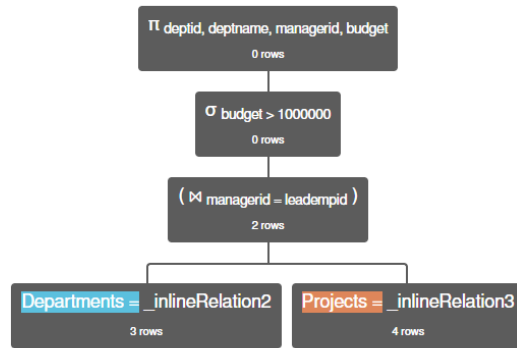 π deptid, deptname, managerid, budget
0 rows
σ budget > 1000000
0 rows
( ⋈ managerid = leadempid )
2 rows
Departments = _inlineRelation2
3 rows
Projects = _inlineRelation3
4 rows